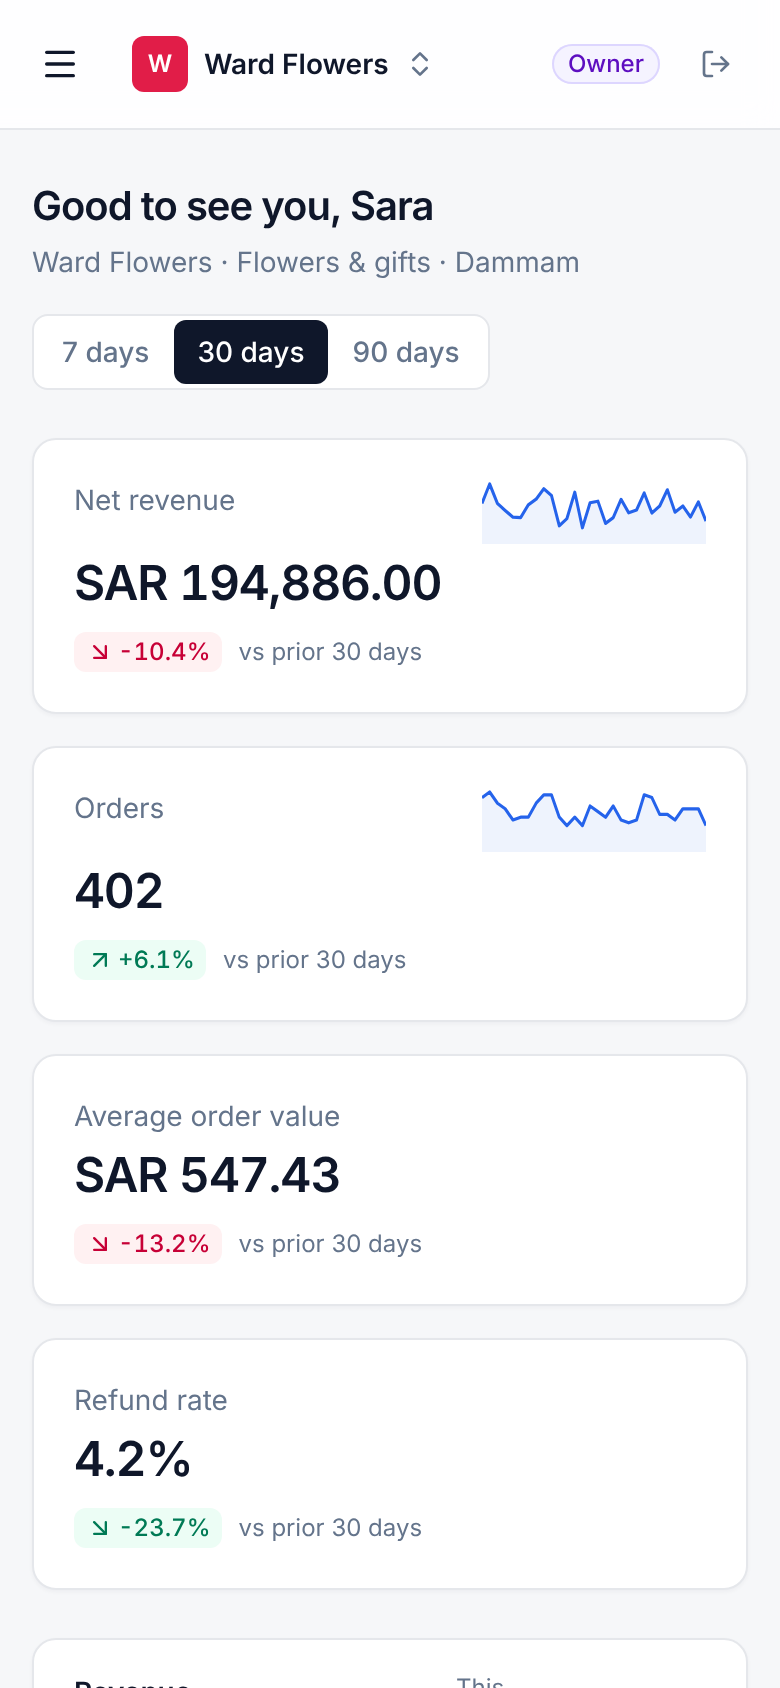 W Ward Flowers Owner
Good to see you, Sara
Ward Flowers · Flowers & gifts · Dammam
7 days 30 days 90 days
Net revenue
SAR 194,886.00
-10.4% vs prior 30 days
Orders
402
+6.1% vs prior 30 days
Average order value
SAR 547.43
-13.2% vs prior 30 days
Refund rate
4.2%
-23.7% vs prior 30 days
Revenue This